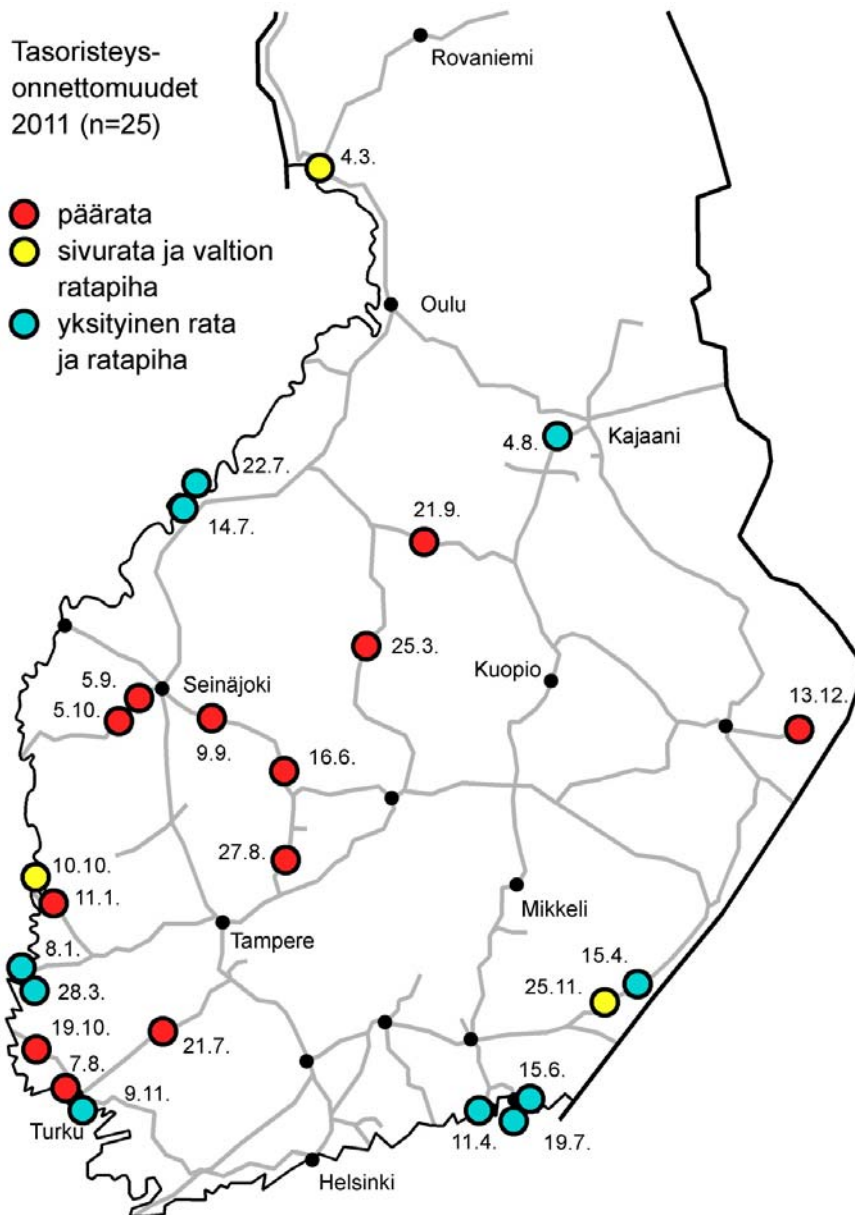 Tasoristeys-
onnettomuudet
2011 (n=25)
päärata
sivurata ja valtion
ratapiha
yksityinen rata
ja ratapiha
Rovaniemi
4.3.
Oulu
4.8.
Kajaani
22.7.
14.7.
21.9.
25.3.
Kuopio
5.9.
Seinäjoki
5.10.
13.12.
9.9.
16.6.
27.8.
10.10.
11.1.
Mikkeli
Tampere
8.1.
15.4.
28.3.
25.11.
19.10.
21.7.
7.8.
15.6.
9.11.
Turku
11.4.
19.7.
Helsinki